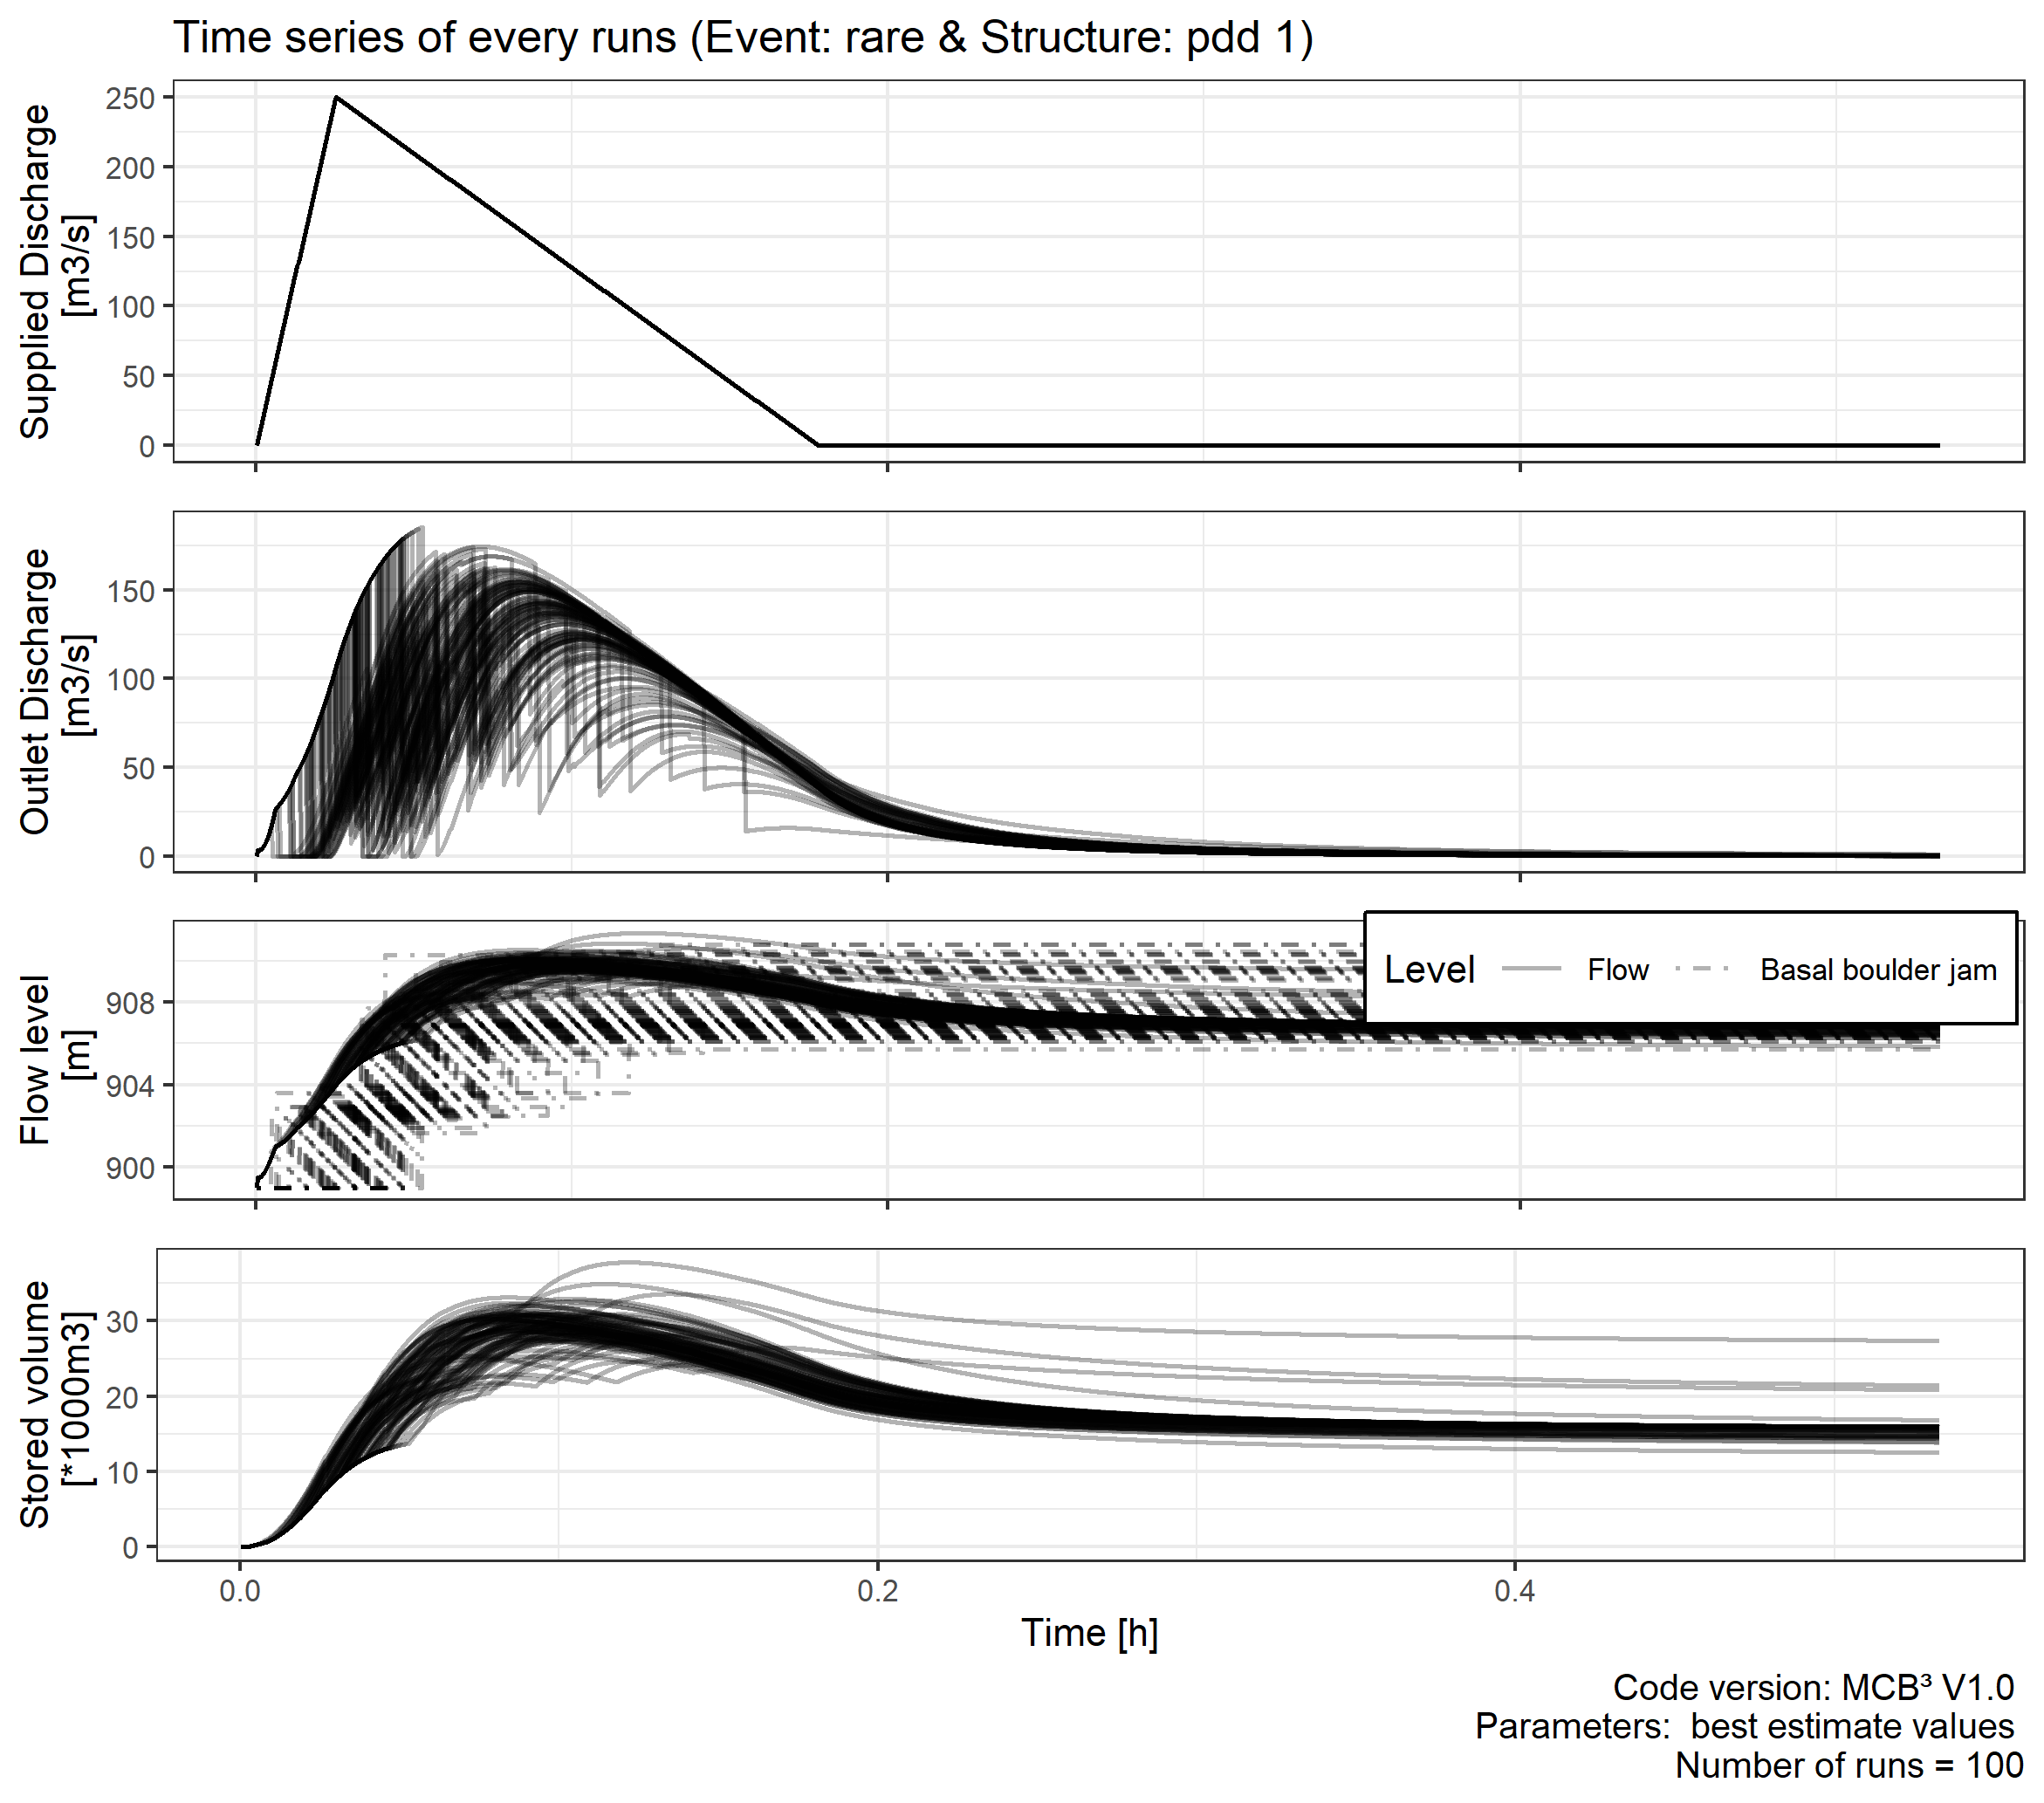 Time series of every runs (Event: rare & Structure: pdd 1)
Supplied Discharge
[m3/s]
250
200
150
100
50
0
Outlet Discharge
[m3/s]
150
100
50
0
Flow level
[m]
908
904
900
Level Flow Basal boulder jam
Stored volume
[*1000m3]
30
20
10
0
0.0 0.2 0.4
Time [h]
Code version: MCB³ V1.0
Parameters:  best estimate values
Number of runs = 100